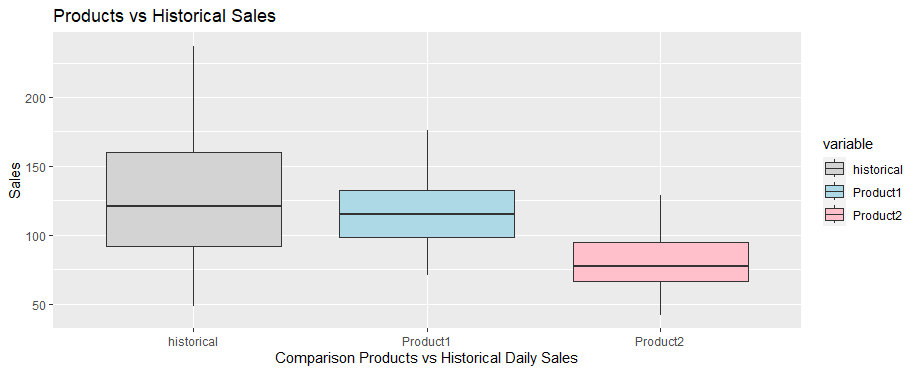 Products vs Historical Sales
Sales
200
150
100
50
historical
Product1
Product2
Comparison Products vs Historical Daily Sales
variable
historical
Product1
Product2